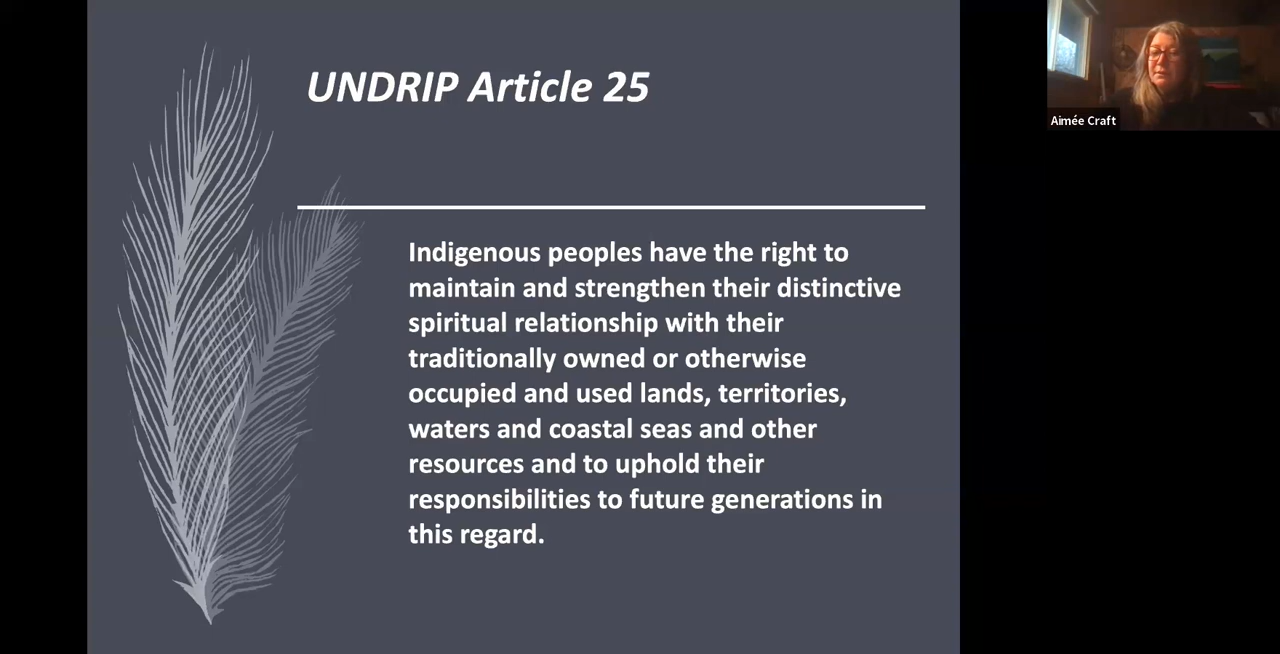 UNDRIP Article 25
Indigenous peoples have the right to
maintain and strengthen their distinctive
spiritual relationship with their
traditionally owned or otherwise
occupied and used lands, territories,
waters and coastal seas and other
resources and to uphold their
responsibilities to future generations in
this regard.
Aimée Craft